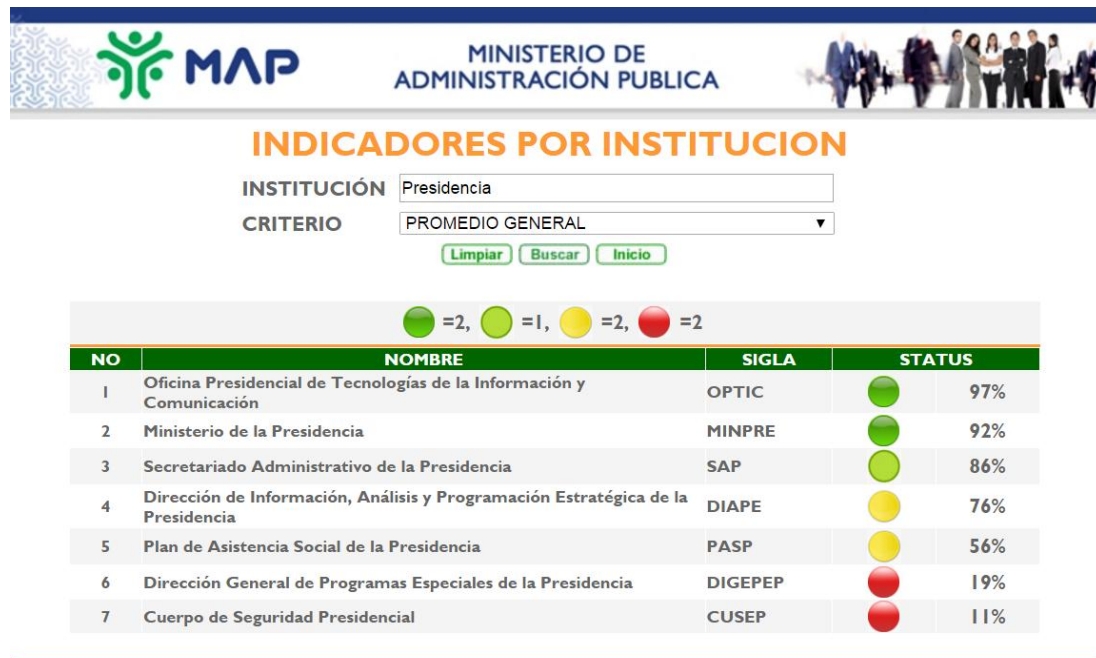 MAP
MINISTERIO DE
ADMINISTRACIÓN PUBLICA
INDICADORES POR INSTITUCION
INSTITUCIÓN Presidencia
CRITERIO PROMEDIO GENERAL
Limpiar Buscar Inicio
=2, =1, =2, =2
NO NOMBRE SIGLA STATUS
1 Oficina Presidencial de Tecnologías de la Información y
Comunicación OPTIC 97%
2 Ministerio de la Presidencia MINPRE 92%
3 Secretariado Administrativo de la Presidencia SAP 86%
4 Dirección de Información, Análisis y Programación Estratégica de la
Presidencia DIAPE 76%
5 Plan de Asistencia Social de la Presidencia PASP 56%
6 Dirección General de Programas Especiales de la Presidencia DIGEPEP 19%
7 Cuerpo de Seguridad Presidencial CUSEP 11%